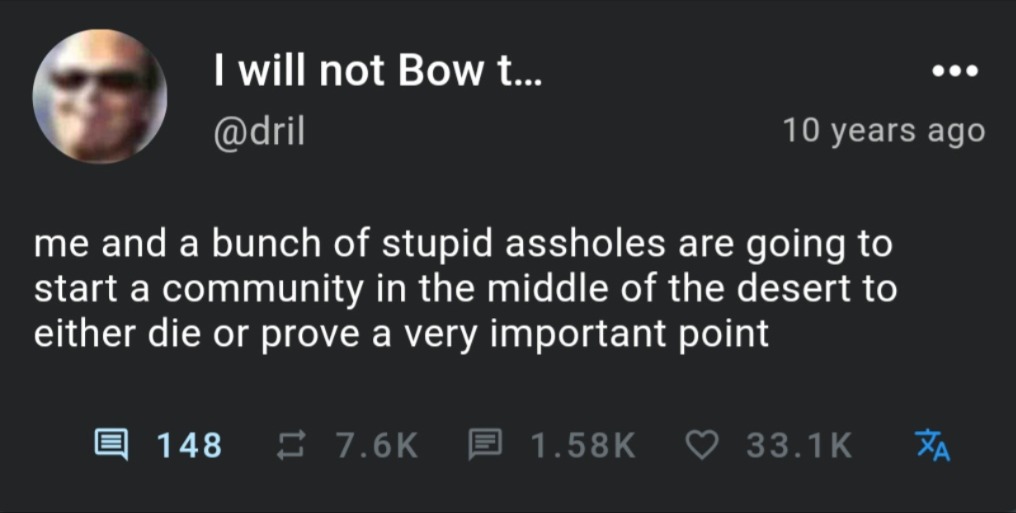 I will not Bow t...
@dril
10 years ago
me and a bunch of stupid assholes are going to
start a community in the middle of the desert to
either die or prove a very important point
148 7.6K 1.58K 33.1K